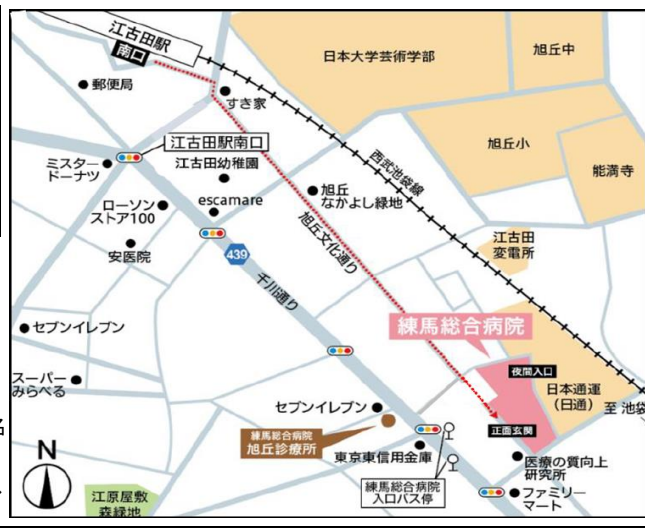 江古田駅
南口
日本大学芸術学部
旭丘中
郵便局
すき家
旭丘小
能満寺
江古田駅南口
ミスター
ドーナツ
江古田幼稚園
西武池袋線
旭丘
なかよし緑地
escamare
ローソン
ストア100
旭丘文化通り
江古田
変電所
安医院
439
千川通り
練馬総合病院
セブンイレブン
夜間入口
日本通運
(日通)
至 池袋
スーパー
みらべる
セブンイレブン
正面玄関
練馬総合病院
旭丘診療所
東京東信用金庫
医療の質向上
研究所
練馬総合病院
入口バス停
ファミリー
マート
N
江原屋敷
森緑地